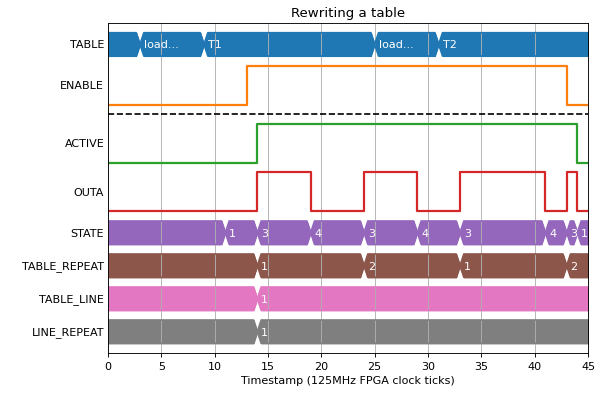 Rewriting a table
TABLE load... T1 load... T2
ENABLE
ACTIVE
OUTA
STATE 1 3 4 3 4 3 4 3 1
TABLE_REPEAT 1 2 1 2
TABLE_LINE 1
LINE_REPEAT 1
0 5 10 15 20 25 30 35 40 45
Timestamp (125MHz FPGA clock ticks)